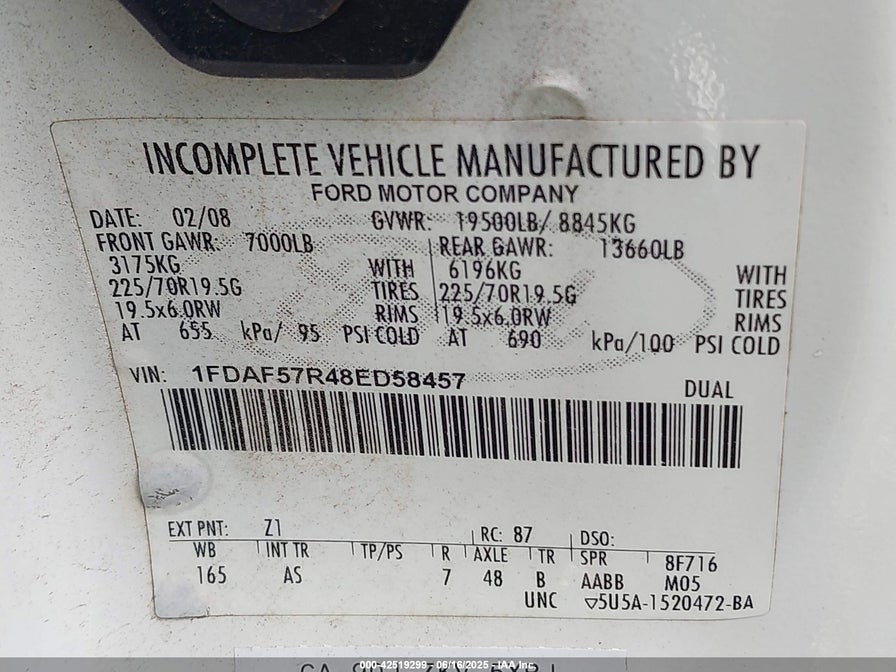 INCOMPLETE VEHICLE MANUFACTURED BY
FORD MOTOR COMPANY
DATE: 02/08 GVWR: 19500LB/ 8845KG
FRONT GAWR: 7000LB REAR GAWR: 13660LB
3175KG WITH 6196KG WITH
225/70R19.5G TIRES 225/70R19.5G TIRES
19.5x6.0RW RIMS 19.5x6.0RW RIMS
AT 655 kPa/ 95 PSI COLD AT 690 kPa/100 PSI COLD
VIN: 1FDAF57R48ED58457 DUAL
EXT PNT: Z1 RC: 87 DSO:
WB INT TR TP/PS R AXLE TR SPR 8F716
165 AS 7 48 B AABB M05
UNC ▽5U5A-1520472-BA
000-42519299 - 06/16/2025 - IAA Inc.